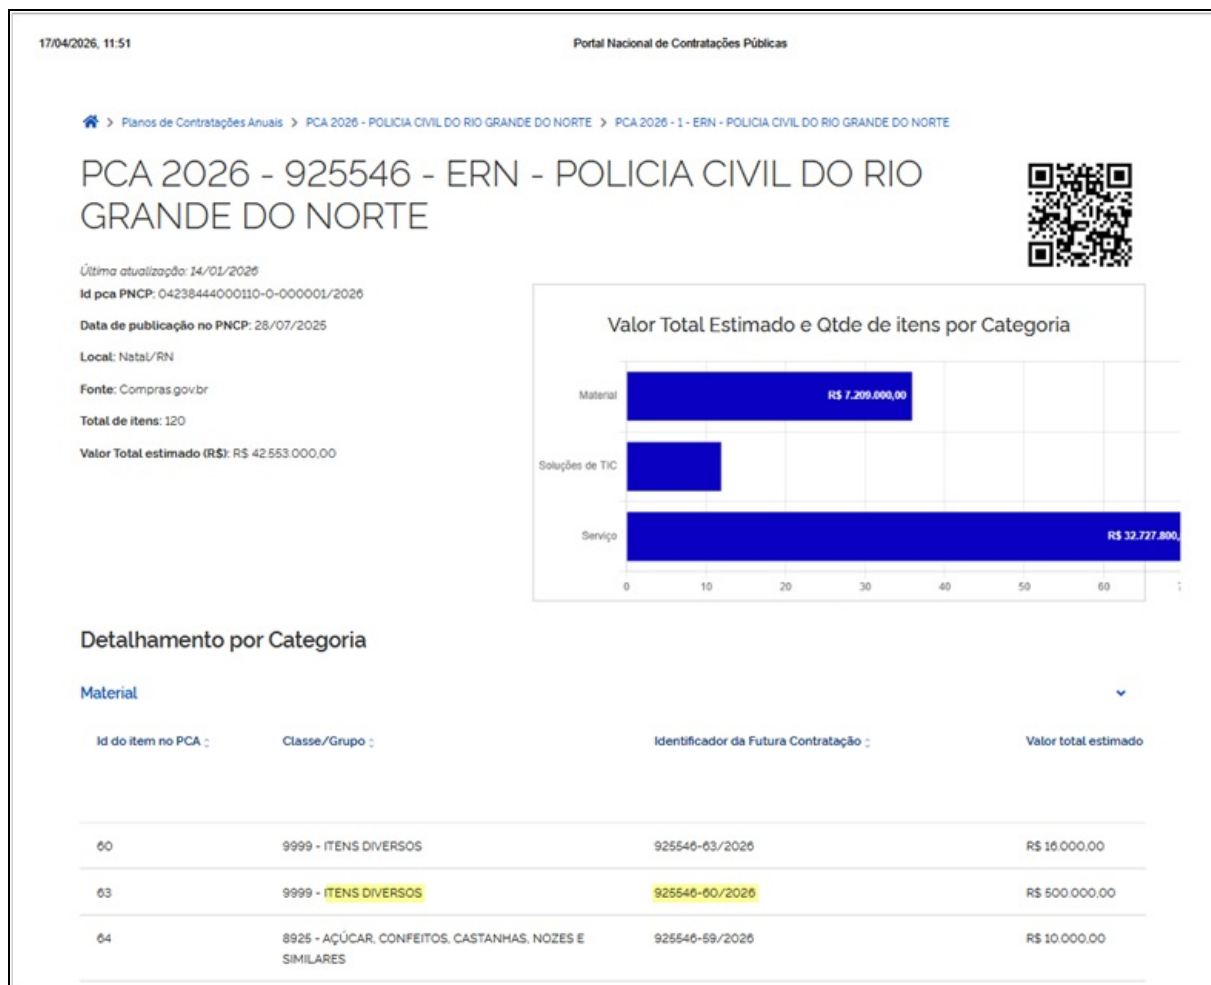 17/04/2026, 11:51
Portal Nacional de Contratações Públicas
Planos de Contratações Anuais > PCA 2026 - POLICIA CIVIL DO RIO GRANDE DO NORTE > PCA 2026 - 1 - ERN - POLICIA CIVIL DO RIO GRANDE DO NORTE
PCA 2026 - 925546 - ERN - POLICIA CIVIL DO RIO
GRANDE DO NORTE
Última atualização: 14/01/2026
Id pca PNCP: 04238444000110-0-000001/2026
Data de publicação no PNCP: 28/07/2025
Local: Natal/RN
Fonte: Compras.gov.br
Total de itens: 120
Valor Total estimado (R$): R$ 42.553.000,00
Valor Total Estimado e Qtde de itens por Categoria
Material
R$ 7.209.000,00
Soluções de TIC
Serviço
R$ 32.727.800,
0 10 20 30 40 50 60
Detalhamento por Categoria
Material
Id do item no PCA Classe/Grupo Identificador da Futura Contratação Valor total estimado
60 9999 - ITENS DIVERSOS 925546-63/2026 R$ 16.000,00
63 9999 - ITENS DIVERSOS 925546-60/2026 R$ 500.000,00
64 8925 - AÇÚCAR, CONFEITOS, CASTANHAS, NOZES E 925546-59/2026 R$ 10.000,00
SIMILARES